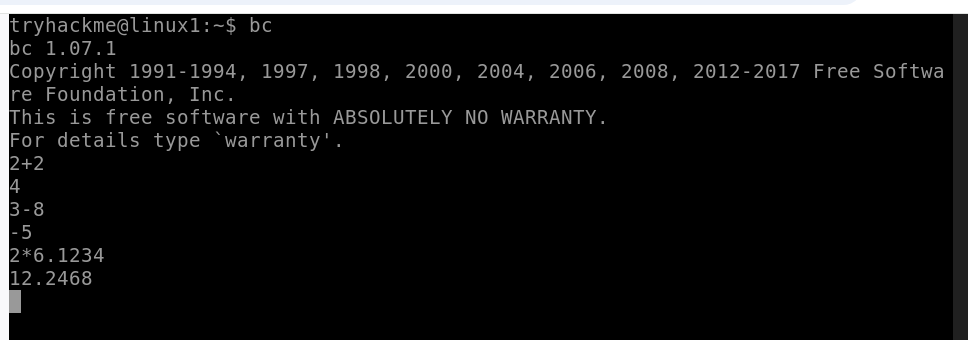 tryhackme@linux1:~$ bc
bc 1.07.1
Copyright 1991-1994, 1997, 1998, 2000, 2004, 2006, 2008, 2012-2017 Free Softwa
re Foundation, Inc.
This is free software with ABSOLUTELY NO WARRANTY.
For details type `warranty'.
2+2
4
3-8
-5
2*6.1234
12.2468